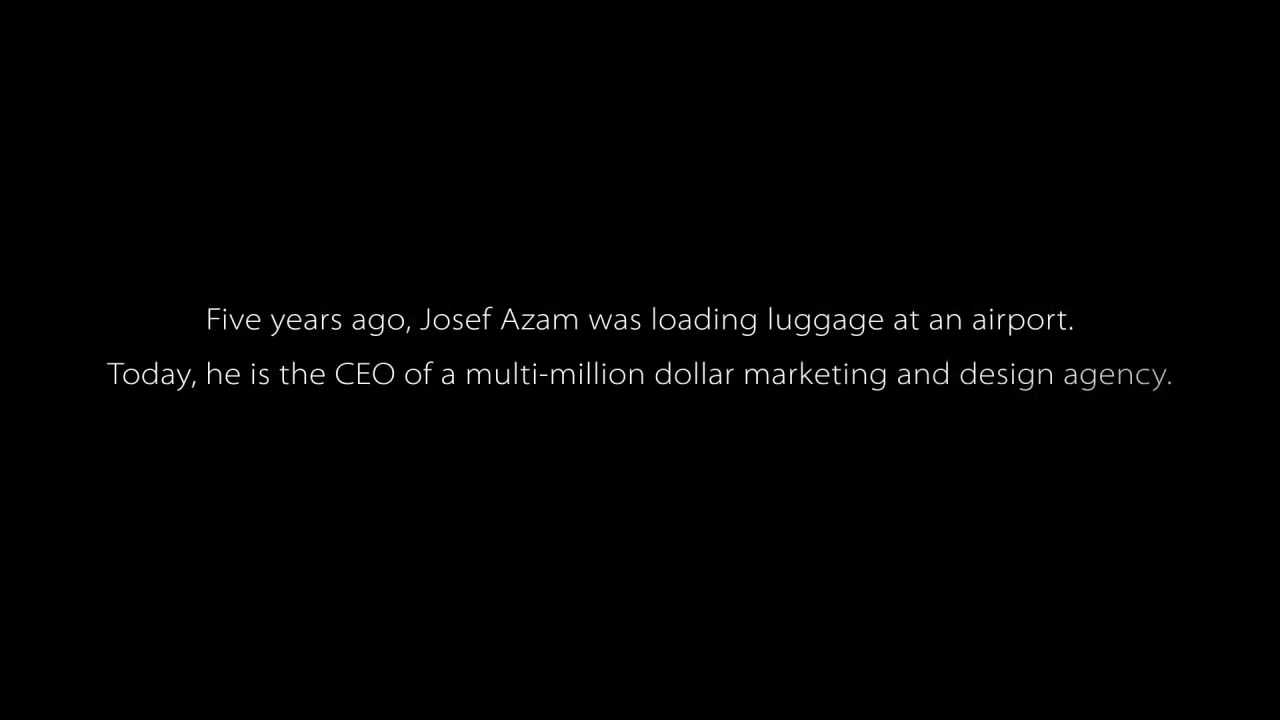 Five years ago, Josef Azam was loading luggage at an airport.
Today, he is the CEO of a multi-million dollar marketing and design agency.